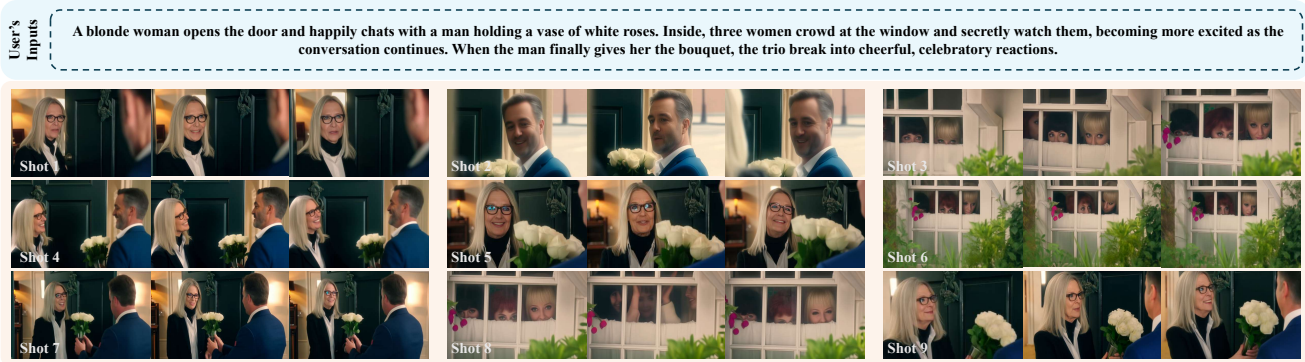 User's
Inputs
A blonde woman opens the door and happily chats with a man holding a vase of white roses. Inside, three women crowd at the window and secretly watch them, becoming more excited as the
conversation continues. When the man finally gives her the bouquet, the trio break into cheerful, celebratory reactions.
Shot 1
Shot 2
Shot 3
Shot 4
Shot 5
Shot 6
Shot 7
Shot 8
Shot 9